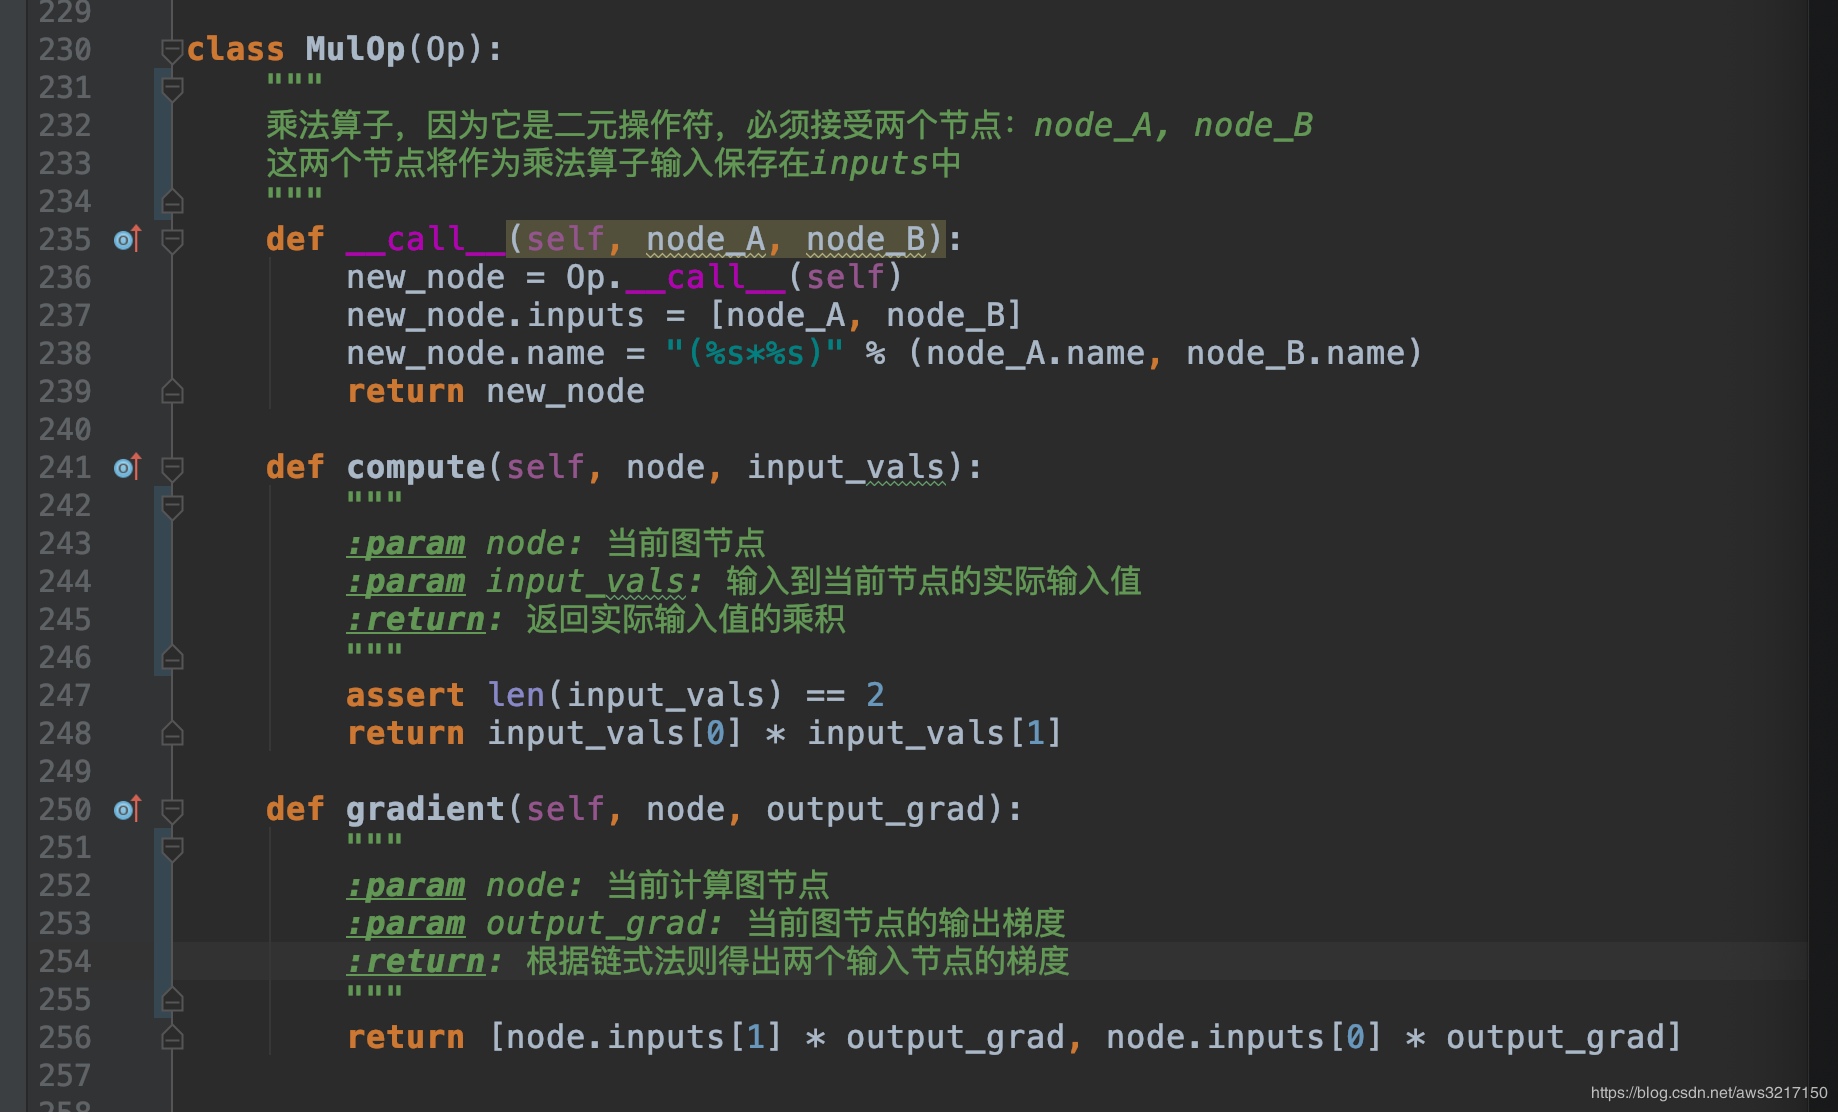 229
230 class MulOp(Op):
231     """
232     乘法算子，因为它是二元操作符，必须接受两个节点：node_A, node_B
233     这两个节点将作为乘法算子输入保存在inputs中
234     """
235     def __call__(self, node_A, node_B):
236         new_node = Op.__call__(self)
237         new_node.inputs = [node_A, node_B]
238         new_node.name = "(%s*%s)" % (node_A.name, node_B.name)
239         return new_node
240
241     def compute(self, node, input_vals):
242         """
243         :param node: 当前图节点
244         :param input_vals: 输入到当前节点的实际输入值
245         :return: 返回实际输入值的乘积
246         """
247         assert len(input_vals) == 2
248         return input_vals[0] * input_vals[1]
249
250     def gradient(self, node, output_grad):
251         """
252         :param node: 当前计算图节点
253         :param output_grad: 当前图节点的输出梯度
254         :return: 根据链式法则得出两个输入节点的梯度
255         """
256         return [node.inputs[1] * output_grad, node.inputs[0] * output_grad]
257
258
https://blog.csdn.net/aws3217150